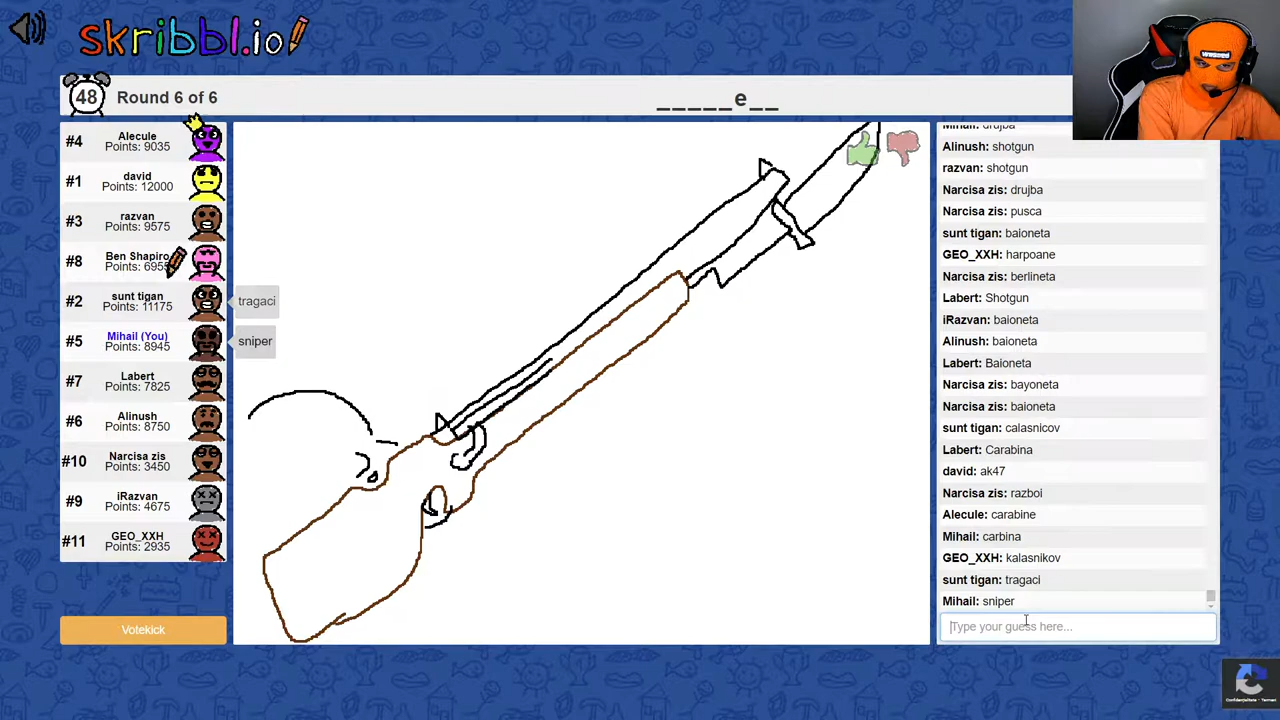 skribbl.io
48
Round 6 of 6
_____e__
#4
Alecule
Points: 9035
#1
david
Points: 12000
#3
razvan
Points: 9575
#8
Ben Shapiro
Points: 6955
#2
sunt tigan
Points: 11175
tragaci
#5
Mihail (You)
Points: 8945
sniper
#7
Labert
Points: 7825
#6
Alinush
Points: 8750
#10
Narcisa zis
Points: 3450
#9
iRazvan
Points: 4675
#11
GEO_XXH
Points: 2935
Votekick
Mihail: drujba
Alinush: shotgun
razvan: shotgun
Narcisa zis: drujba
Narcisa zis: pusca
sunt tigan: baioneta
GEO_XXH: harpoane
Narcisa zis: berlineta
Labert: Shotgun
iRazvan: baioneta
Alinush: baioneta
Labert: Baioneta
Narcisa zis: bayoneta
Narcisa zis: baioneta
sunt tigan: calasnicov
Labert: Carabina
david: ak47
Narcisa zis: razboi
Alecule: carabine
Mihail: carbina
GEO_XXH: kalasnikov
sunt tigan: tragaci
Mihail: sniper
Type your guess here...